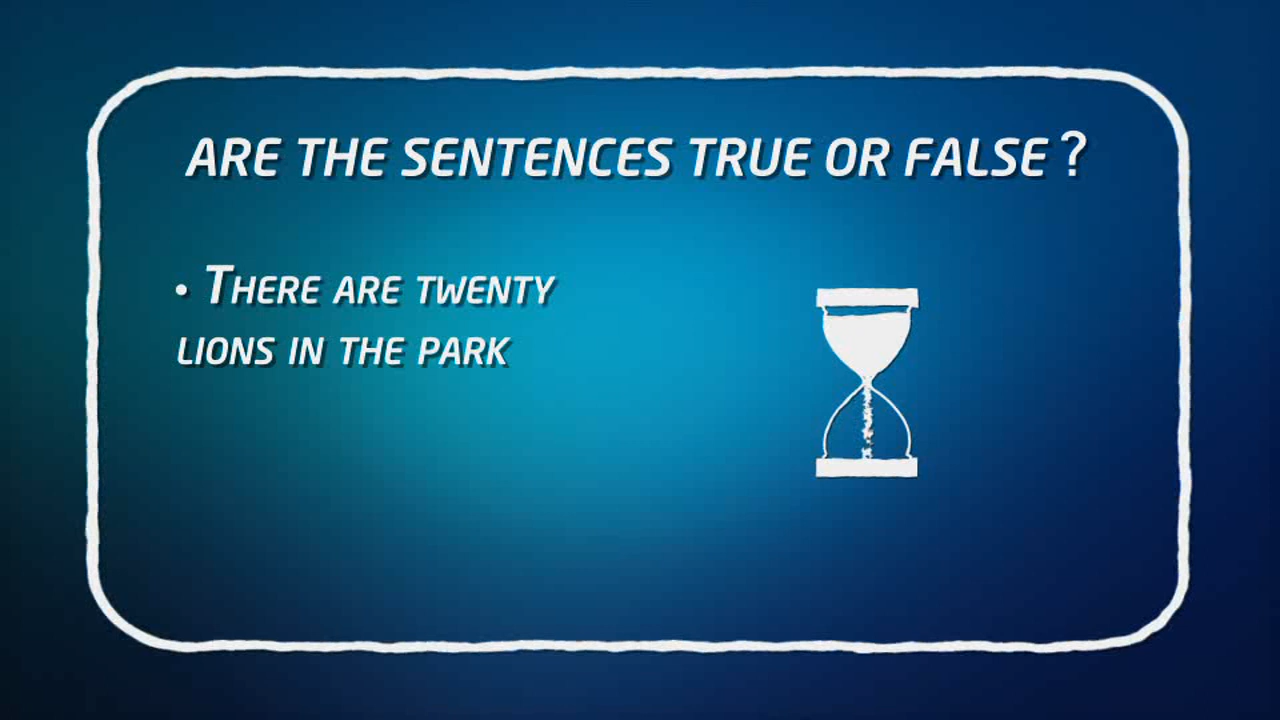 ARE THE SENTENCES TRUE OR FALSE ?
• THERE ARE TWENTY
LIONS IN THE PARK